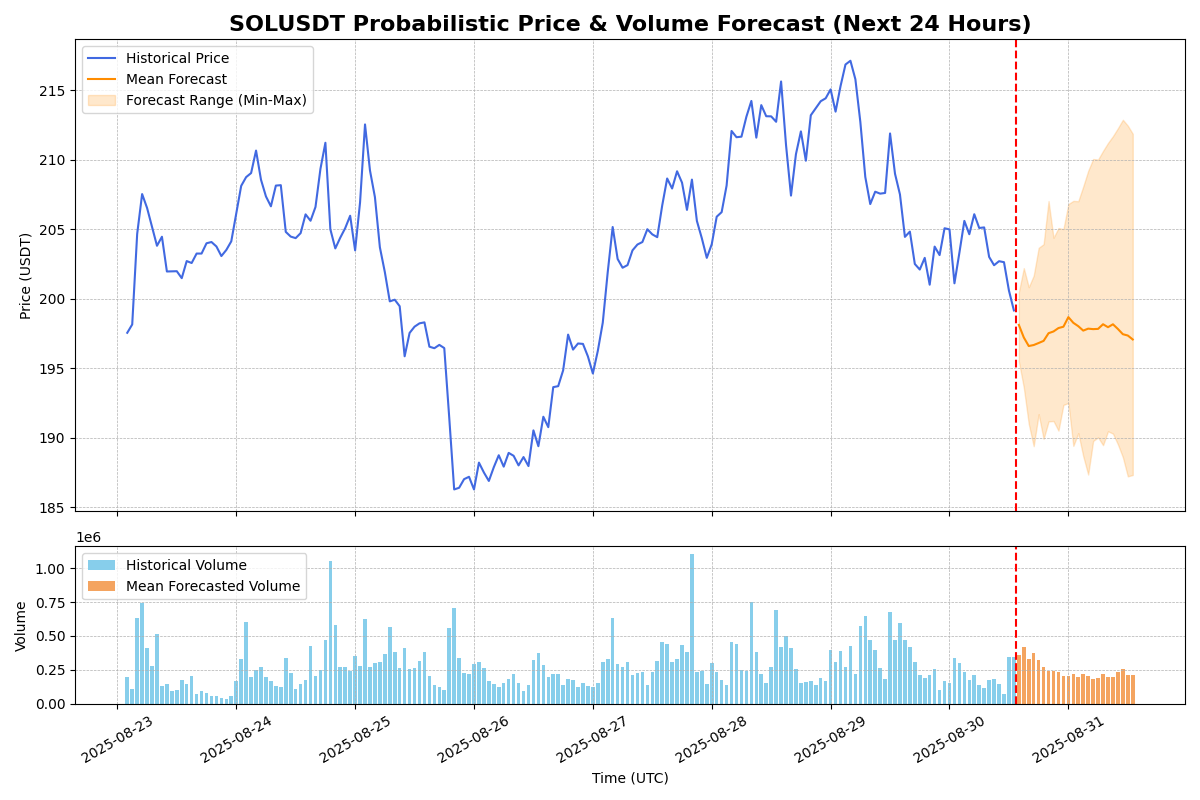 SOLUSDT Probabilistic Price & Volume Forecast (Next 24 Hours)
Historical Price
Mean Forecast
Forecast Range (Min-Max)
Price (USDT)
215
210
205
200
195
190
185
1e6
Historical Volume
Mean Forecasted Volume
Volume
1.00
0.75
0.50
0.25
0.00
2025-08-23
2025-08-24
2025-08-25
2025-08-26
2025-08-27
2025-08-28
2025-08-29
2025-08-30
2025-08-31
Time (UTC)